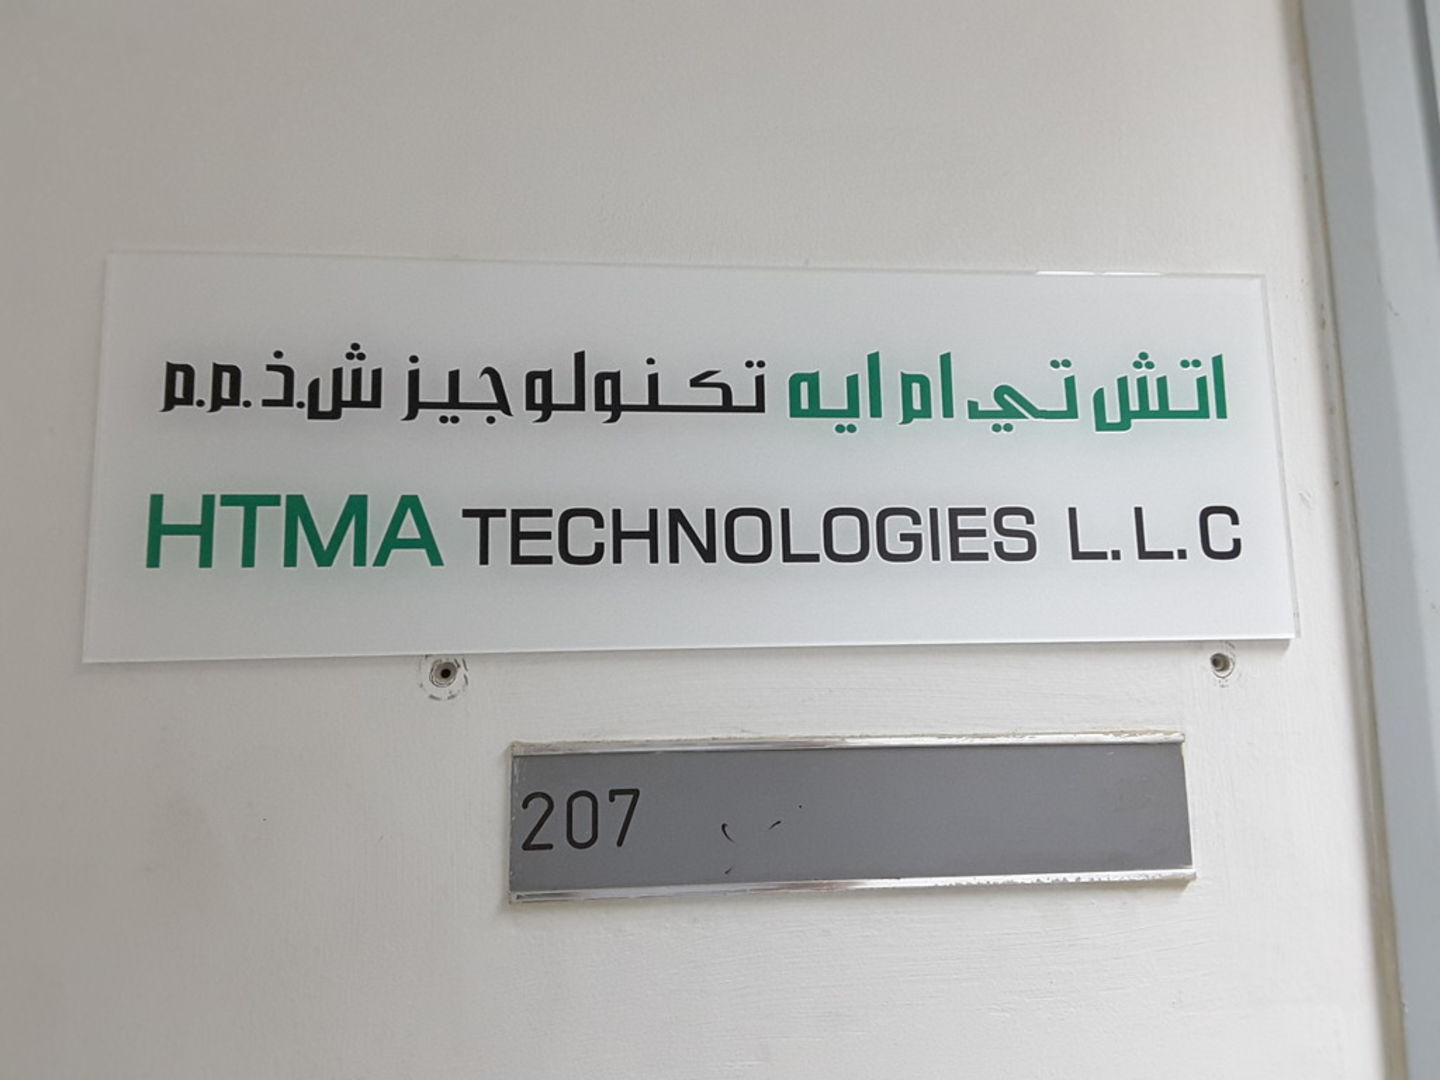 اتش تي ام ايه تكنولوجيز ش.ذ.م.م
HTMA TECHNOLOGIES L.L.C
207